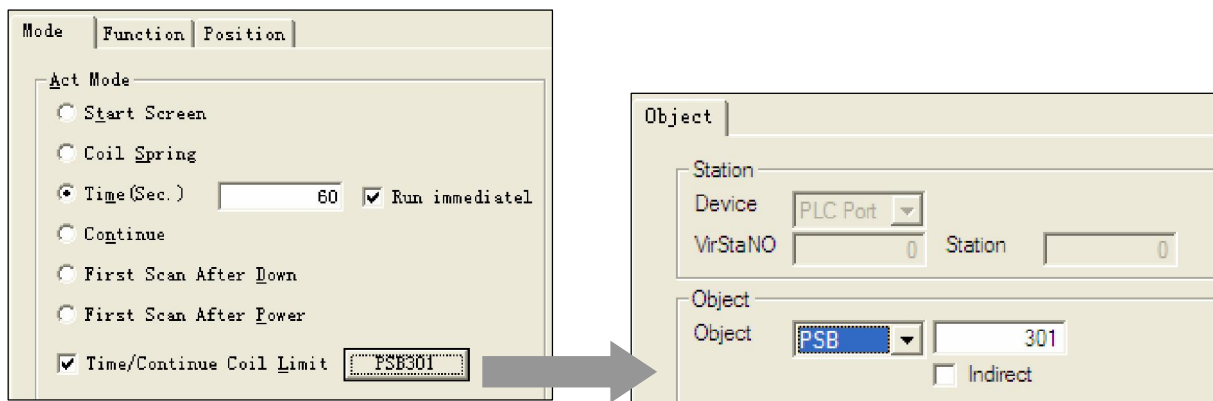 Mode Function Position
Act Mode
Start Screen
Coil Spring
Time(Sec.) 60 Run immediatel
Continue
First Scan After Down
First Scan After Power
Time/Continue Coil Limit PSB301
Object
Station
Device PLC Port
VirStaNO 0 Station 0
Object
Object PSB 301
Indirect